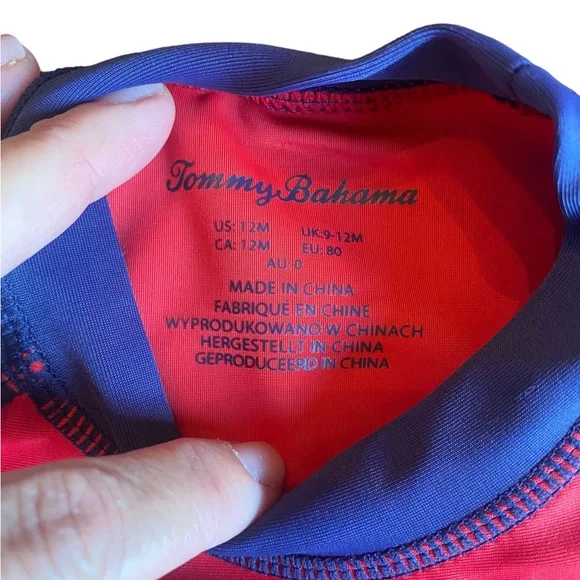 Tommy Bahama
US: 12M UK: 9-12M
CA: 12M EU: 80
AU: 0
MADE IN CHINA
FABRIQUÉ EN CHINE
WYPRODUKOWANO W CHINACH
HERGESTELLT IN CHINA
GEPRODUCEERD IN CHINA